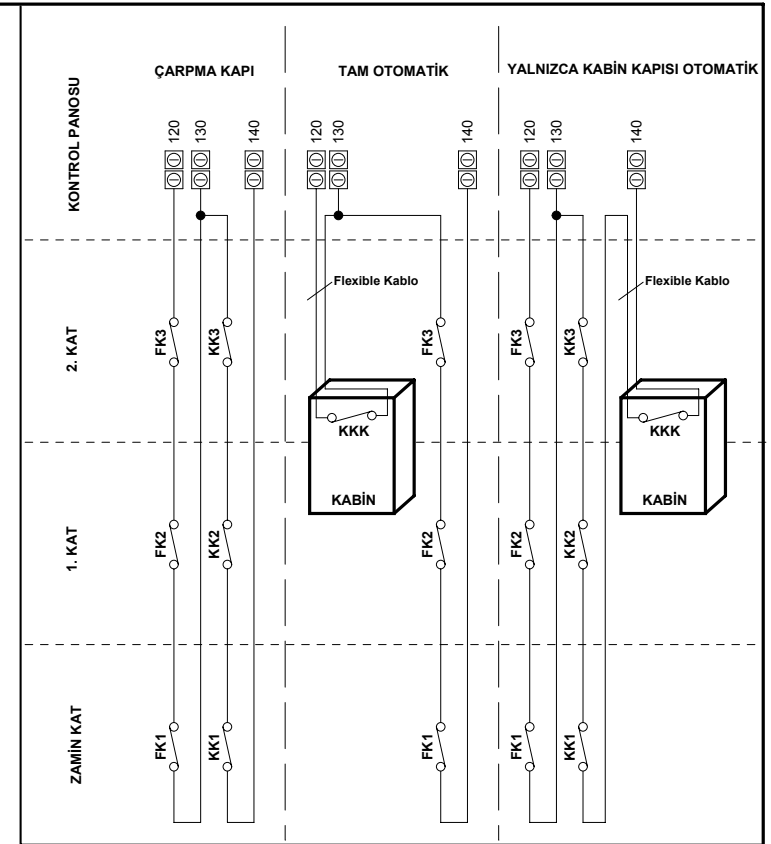 ÇARPMA KAPI
TAM OTOMATİK
YALNIZCA KABİN KAPISI OTOMATİK
KONTROL PANOSU
120
130
140
120
130
140
120
130
140
Flexible Kablo
Flexible Kablo
2. KAT
FK3
KK3
FK3
FK3
KK3
KKK
KKK
KABİN
KABİN
1. KAT
FK2
KK2
FK2
FK2
KK2
ZAMİN KAT
FK1
KK1
FK1
FK1
KK1